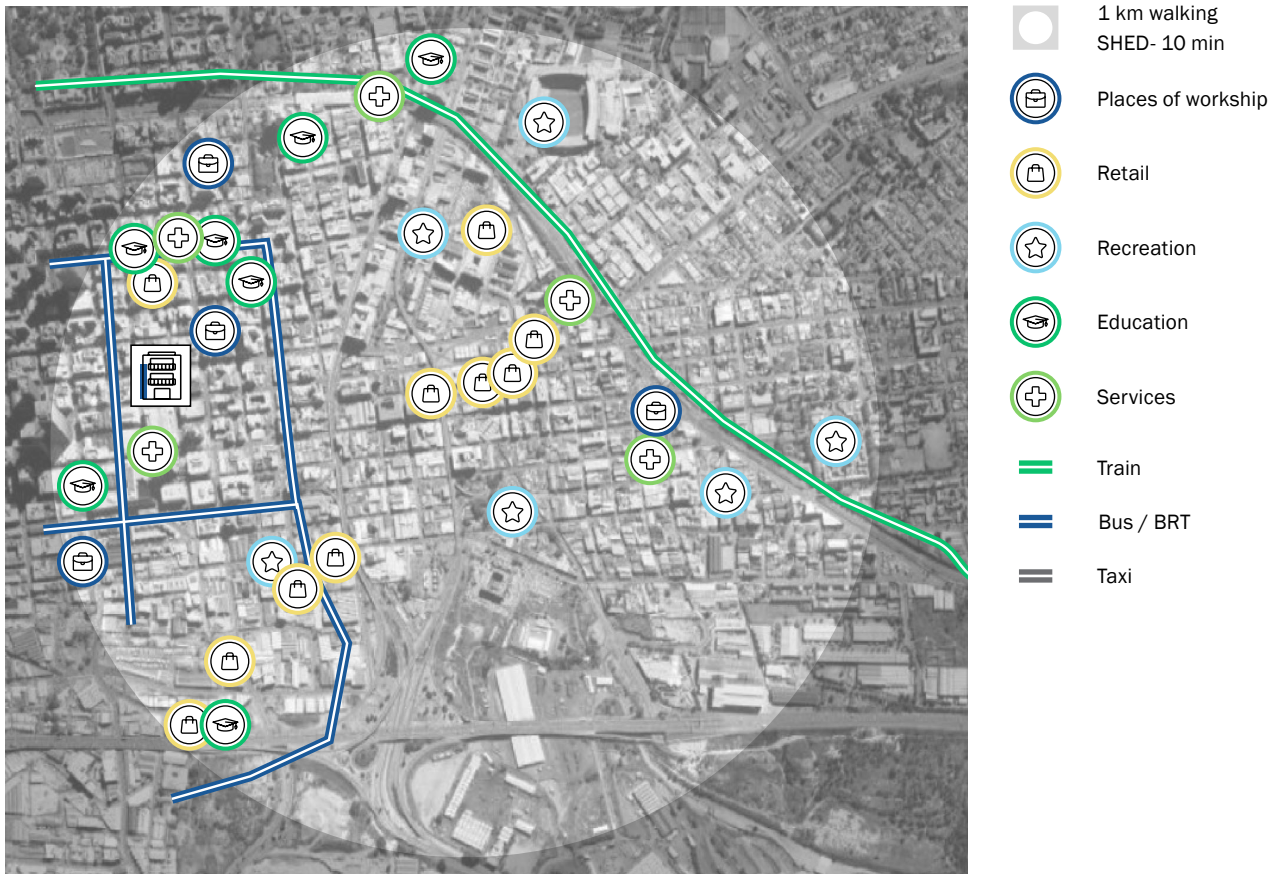 1 km walking
SHED- 10 min
Places of workship
Retail
Recreation
Education
Services
Train
Bus / BRT
Taxi